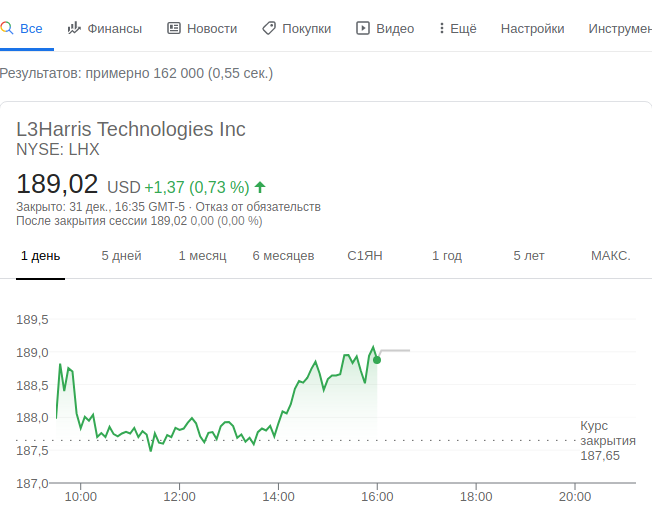 Все Финансы Новости Покупки Видео Ещё Настройки Инструмен
Результатов: примерно 162 000 (0,55 сек.)
L3Harris Technologies Inc
NYSE: LHX
189,02 USD +1,37 (0,73 %)
Закрыто: 31 дек., 16:35 GMT-5 · Отказ от обязательств
После закрытия сессии 189,02 0,00 (0,00 %)
1 день 5 дней 1 месяц 6 месяцев С1ЯН 1 год 5 лет МАКС.
189,5
189,0
188,5
188,0
187,5
187,0
Курс
закрытия
187,65
10:00 12:00 14:00 16:00 18:00 20:00